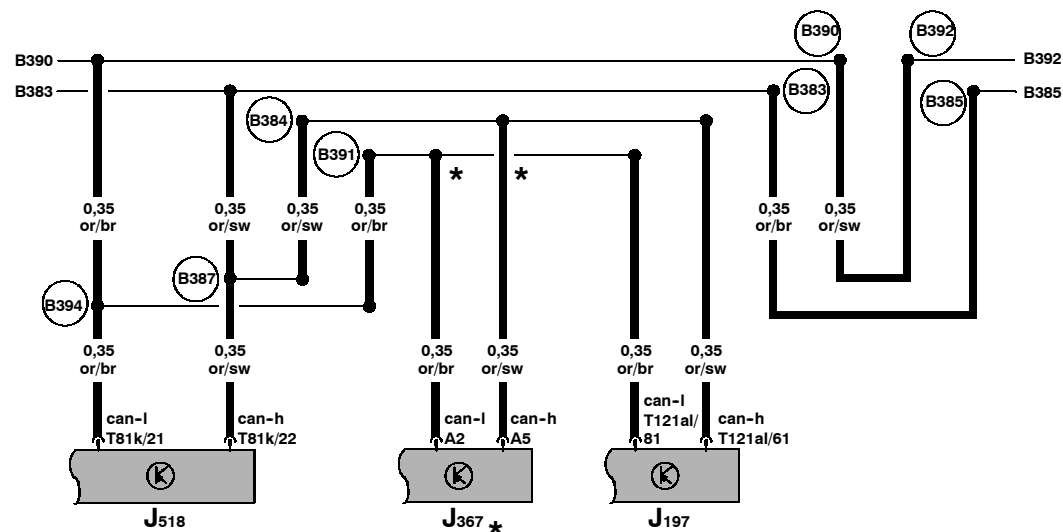 B390 B392
B390 B392
B383 B385
B383
B385
B384
B391
* *
0,35 0,35 0,35 0,35 0,35 0,35
or/br or/sw or/sw or/br or/br or/sw
B387
B394
0,35 0,35 0,35 0,35 0,35 0,35
or/br or/sw or/br or/sw or/br or/sw
can-l
T81k/21
can-h
T81k/22
can-l
A2
can-h
A5
can-l
T121al/
81
can-h
T121al/61
J518 J367 * J197